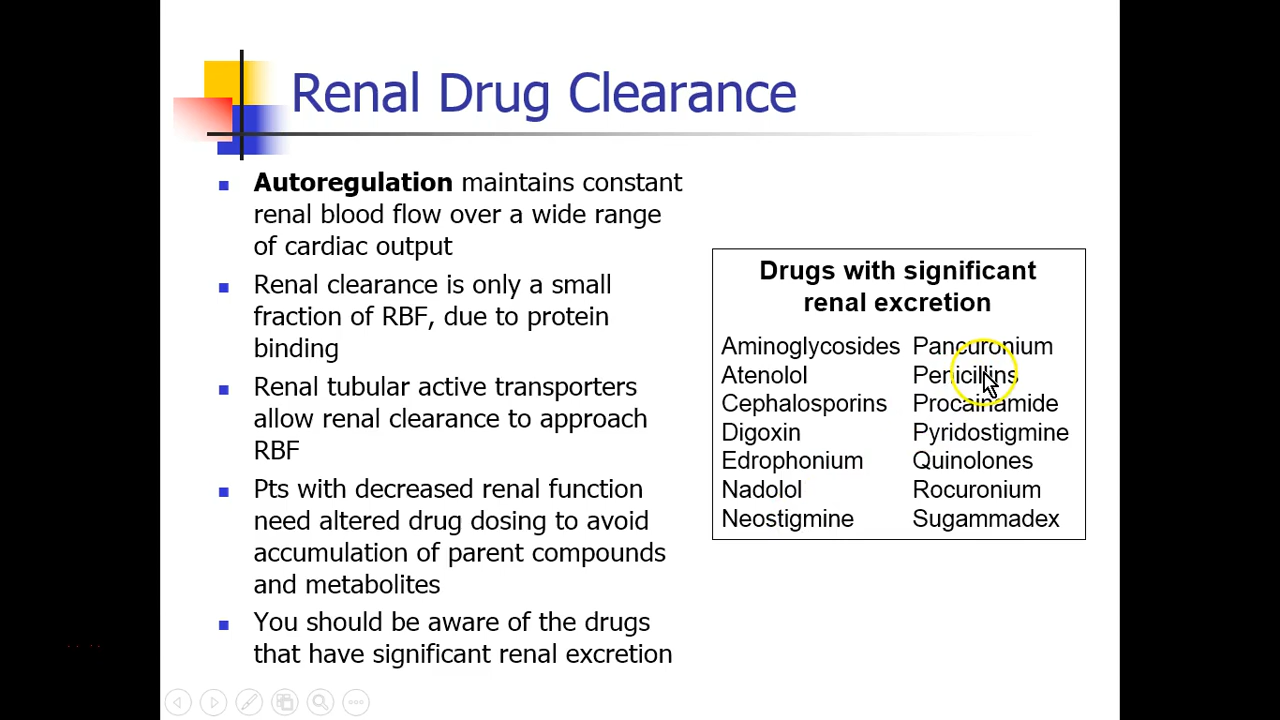 Renal Drug Clearance
Autoregulation maintains constant
renal blood flow over a wide range
of cardiac output
Renal clearance is only a small
fraction of RBF, due to protein
binding
Renal tubular active transporters
allow renal clearance to approach
RBF
Pts with decreased renal function
need altered drug dosing to avoid
accumulation of parent compounds
and metabolites
You should be aware of the drugs
that have significant renal excretion
Drugs with significant
renal excretion
Aminoglycosides Pancuronium
Atenolol Penicillins
Cephalosporins Procainamide
Digoxin Pyridostigmine
Edrophonium Quinolones
Nadolol Rocuronium
Neostigmine Sugammadex